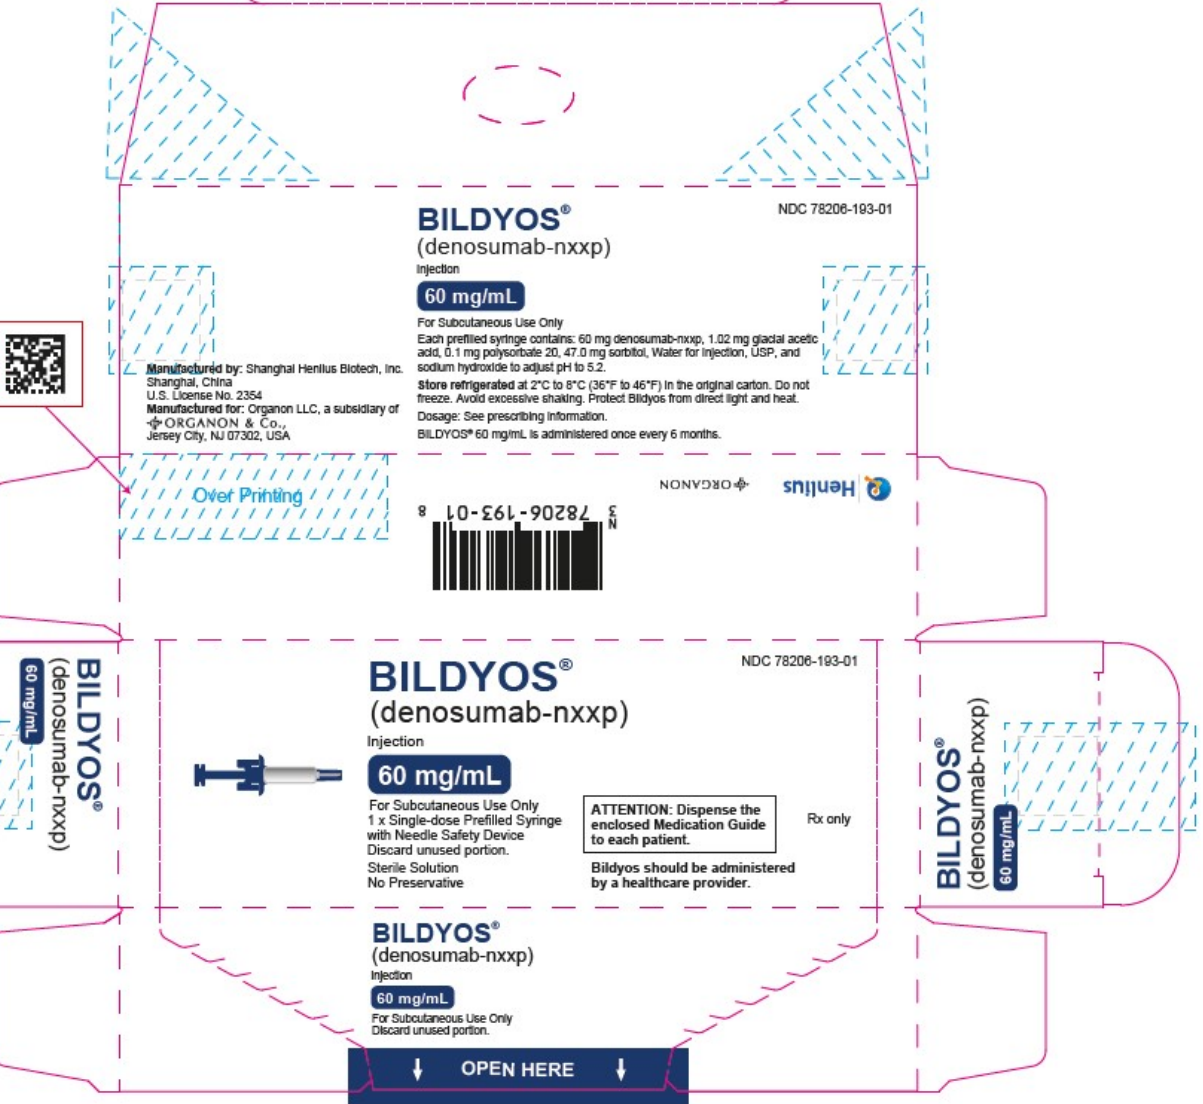 BILDYOS®
(denosumab-nxxp)
Injection
60 mg/mL
For Subcutaneous Use Only
Each prefilled syringe contains: 60 mg denosumab-nxxp, 1.02 mg glacial acetic
acid, 0.1 mg polysorbate 20, 47.0 mg sorbitol, Water for Injection, USP, and
sodium hydroxide to adjust pH to 5.2.
Store refrigerated at 2°C to 8°C (36°F to 46°F) in the original carton. Do not
freeze. Avoid excessive shaking. Protect Bildyos from direct light and heat.
Dosage: See prescribing information.
BILDYOS® 60 mg/mL is administered once every 6 months.
NDC 78206-193-01
Manufactured by: Shanghai Henlius Biotech, Inc.
Shanghai, China
U.S. License No. 2354
Manufactured for: Organon LLC, a subsidiary of
ORGANON & Co.,
Jersey City, NJ 07302, USA
Over Printing
N
3 78206-193-01 8
ORGANON
Henlius
BILDYOS®
(denosumab-nxxp)
60 mg/mL
BILDYOS®
(denosumab-nxxp)
Injection
60 mg/mL
For Subcutaneous Use Only
1 x Single-dose Prefilled Syringe
with Needle Safety Device
Discard unused portion.
Sterile Solution
No Preservative
NDC 78206-193-01
ATTENTION: Dispense the
enclosed Medication Guide
to each patient.
Bildyos should be administered
by a healthcare provider.
Rx only
BILDYOS®
(denosumab-nxxp)
60 mg/mL
BILDYOS®
(denosumab-nxxp)
Injection
60 mg/mL
For Subcutaneous Use Only
Discard unused portion.
OPEN HERE